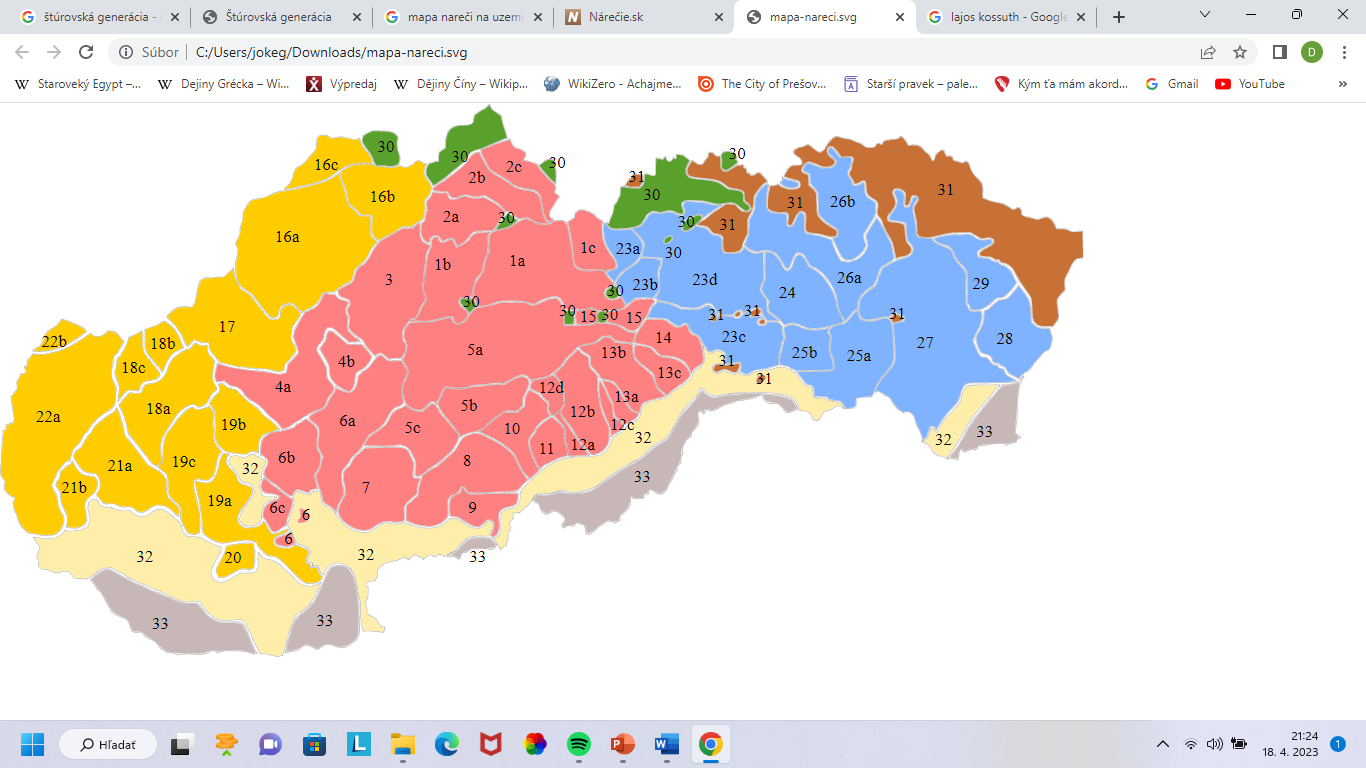 štúrovská generácia - G
Štúrovská generácia
mapa nareči na uzemi
Nárečie.sk
mapa-nareci.svg
lajos kossuth - Google
Súbor
C:/Users/jokeg/Downloads/mapa-nareci.svg
D
Staroveký Egypt –...
Dejiny Grécka – Wi...
Výpredaj
Dějiny Číny – Wikip...
WikiZero - Achajme...
The City of Prešov...
Starší pravek – pale...
Kým ťa mám akord...
Gmail
YouTube
16c 30 30 2c 30 30
16b 2b 31 30 31 31 26b
16a 2a 30 30 31
1c 23a 30
3 1b 1a 23d 26a
30 23b 24 29
17 30 30 15 30 15 31 31 31
22b 18b 5a 14 23c 27 28
18c 4b 13b 31 25b 25a
4a 13c 31
22a 18a 5b 12d 13a
19b 6a 5c 10 12b 12c
21a 19c 32 6b 8 11 12a 32 32 33
21b 19a 7 33
6c 6 9
6
32 20 32 33
33 33
Hľadať
21:24
18. 4. 2023
1